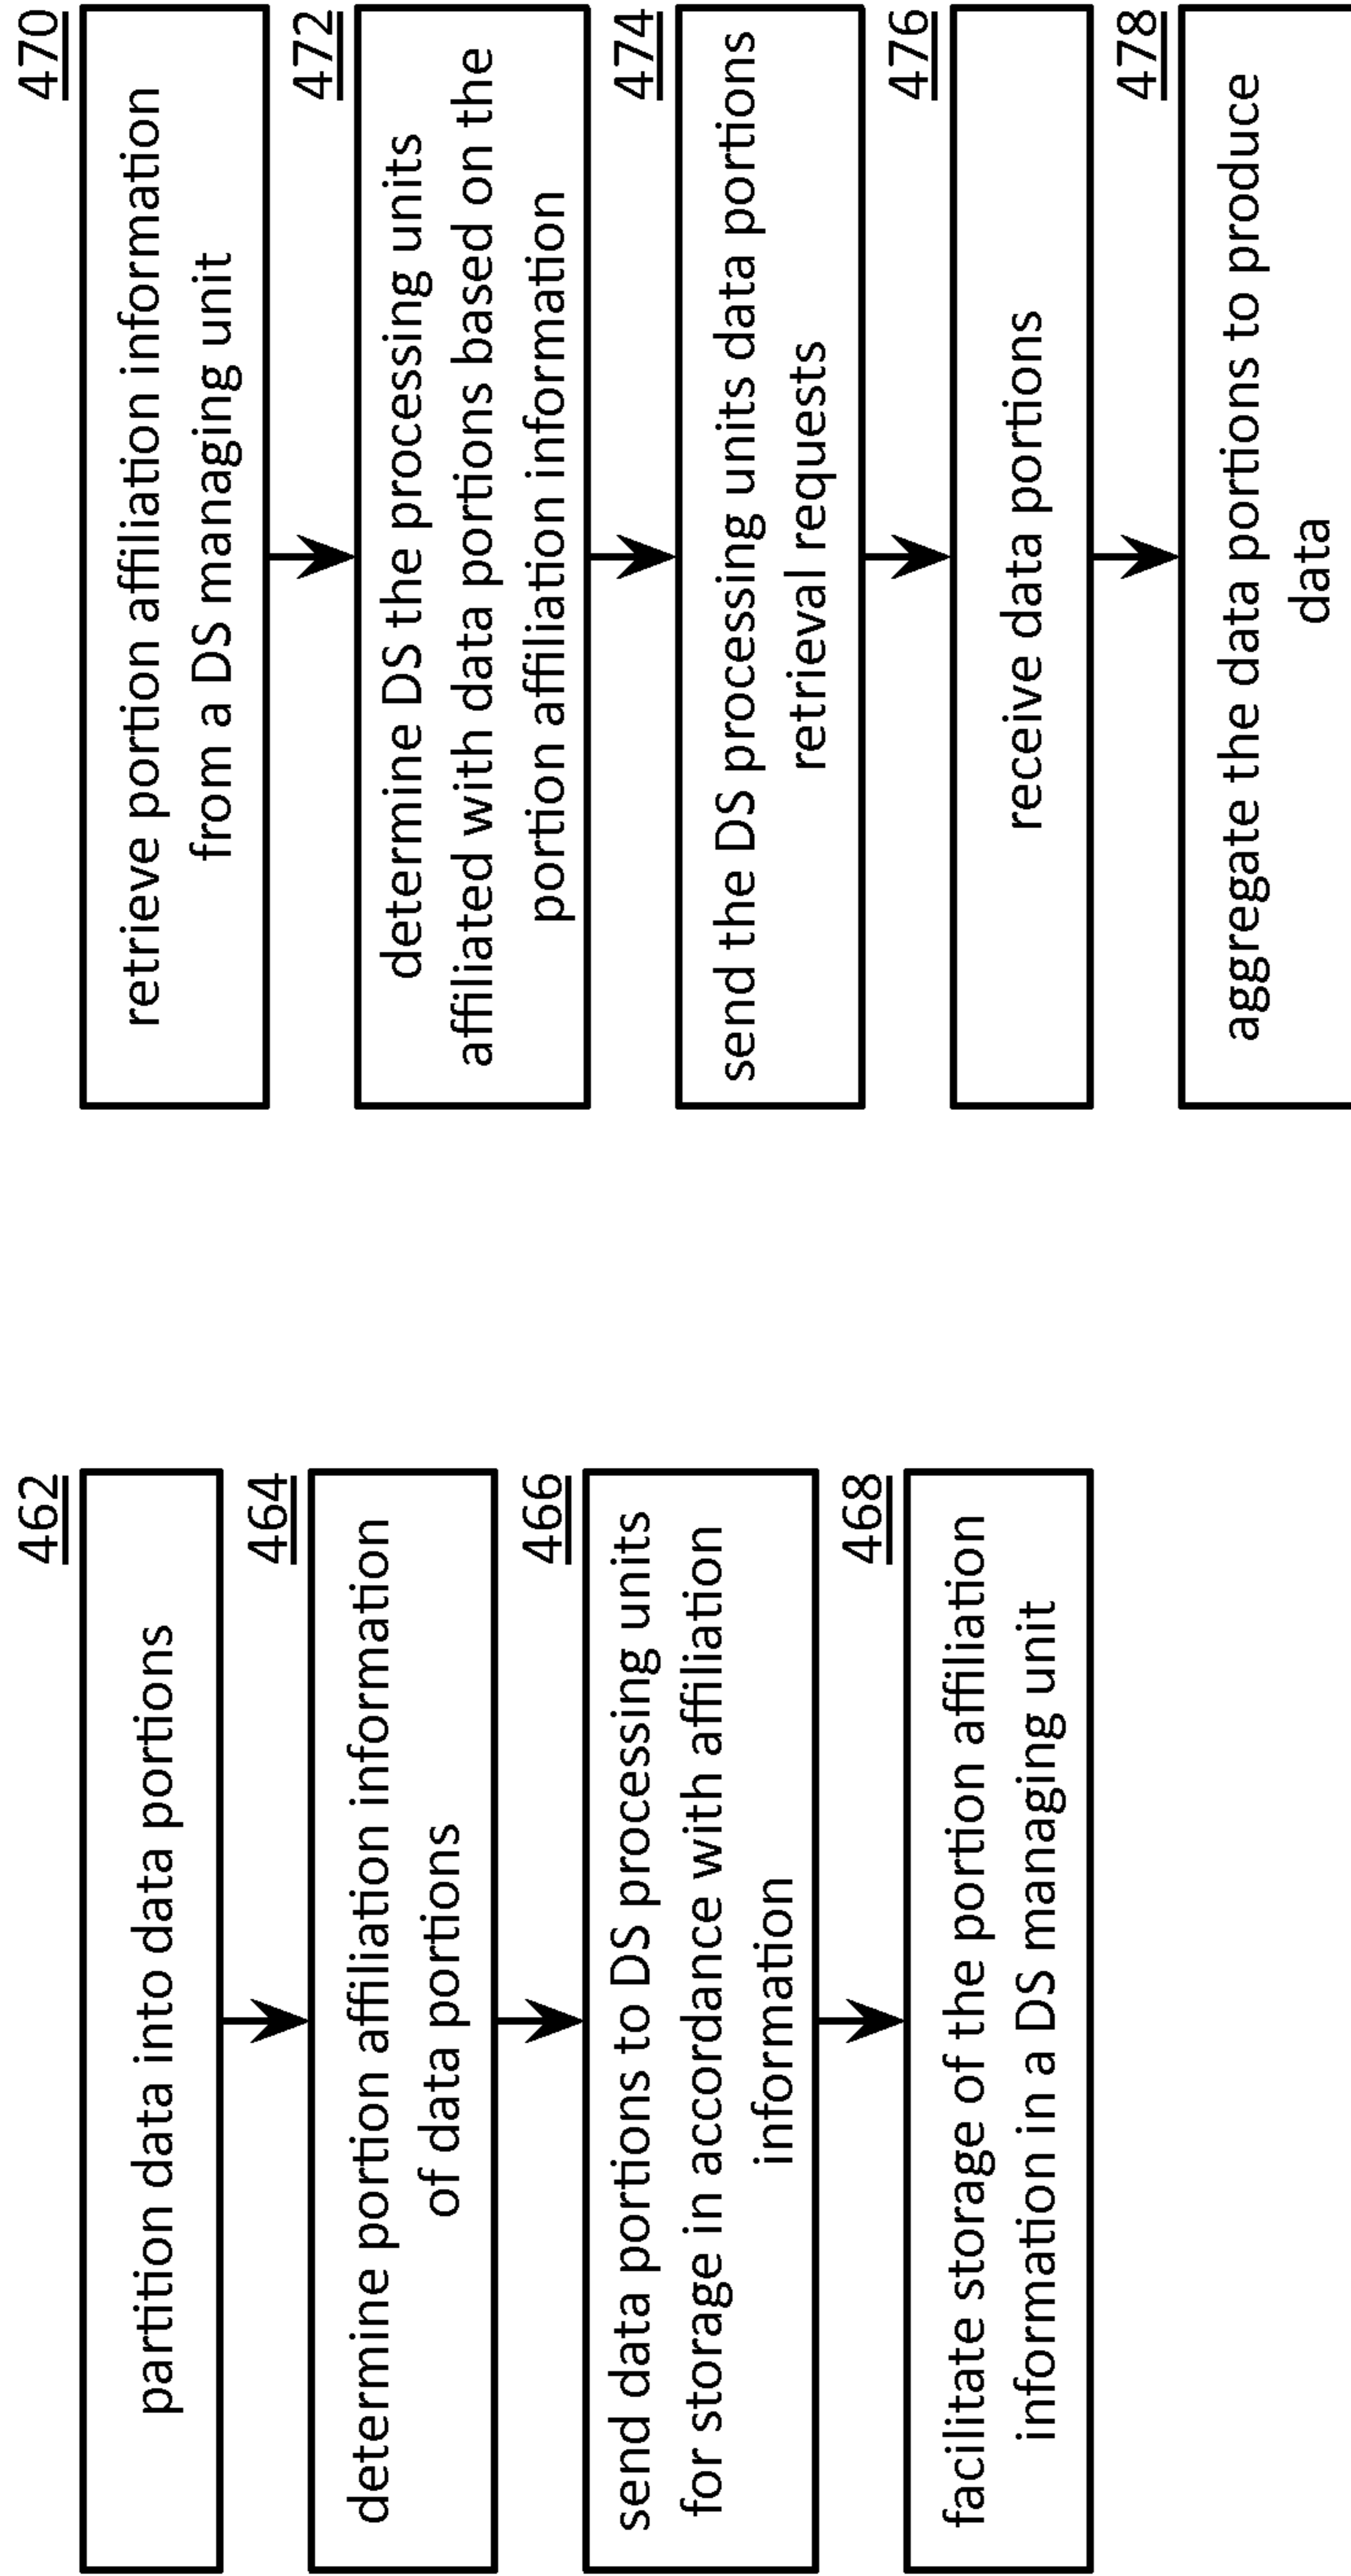 462
partition data into data portions
464
determine portion affiliation information
of data portions
466
send data portions to DS processing units
for storage in accordance with affiliation
information
468
facilitate storage of the portion affiliation
information in a DS managing unit
470
retrieve portion affiliation information
from a DS managing unit
472
determine DS the processing units
affiliated with data portions based on the
portion affiliation information
474
send the DS processing units data portions
retrieval requests
476
receive data portions
478
aggregate the data portions to produce
data